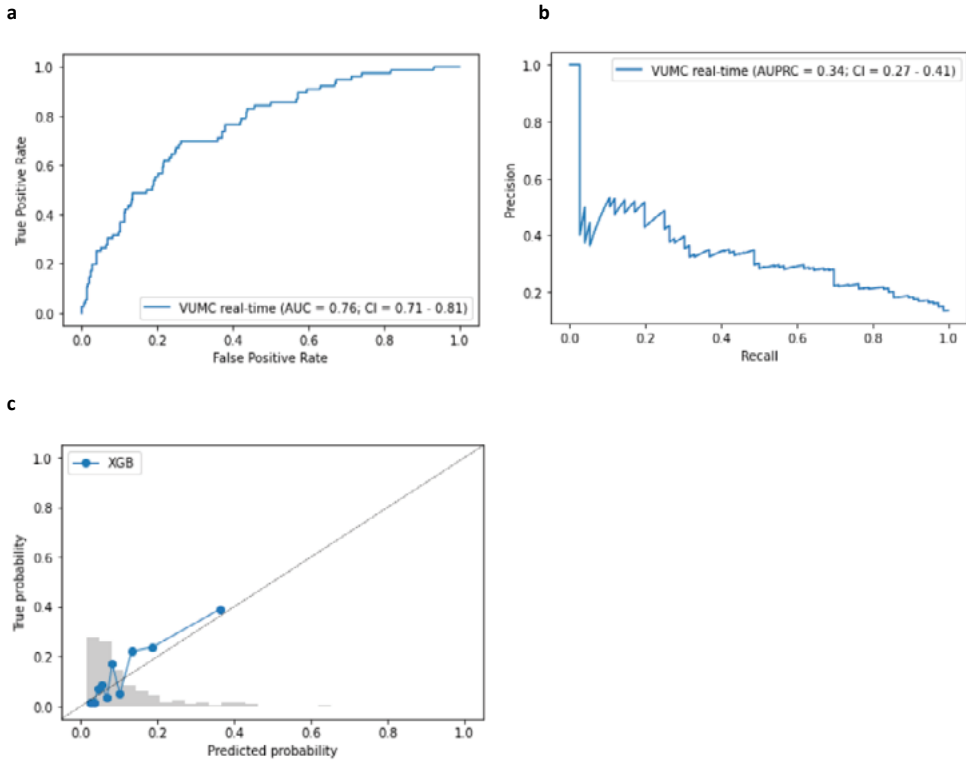 a
1.0
0.8
0.6
0.4
0.2
0.0
True Positive Rate
VUMC real-time (AUC = 0.76; CI = 0.71 - 0.81)
0.0 0.2 0.4 0.6 0.8 1.0
False Positive Rate
b
VUMC real-time (AUPRC = 0.34; CI = 0.27 - 0.41)
1.0
0.8
0.6
0.4
0.2
Precision
0.0 0.2 0.4 0.6 0.8 1.0
Recall
c
XGB
1.0
0.8
0.6
0.4
0.2
0.0
True probability
0.0 0.2 0.4 0.6 0.8 1.0
Predicted probability